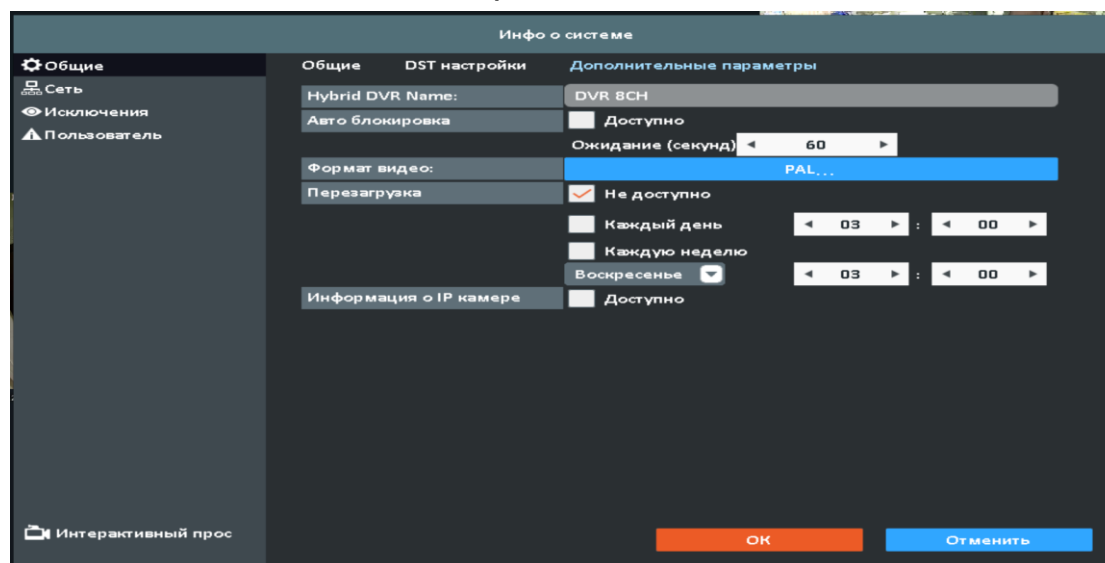 Инфо о системе
Общие
Сеть
Исключения
Пользователь
Интерактивный прос
Общие DST настройки Дополнительные параметры
Hybrid DVR Name: DVR 8CH
Авто блокировка Доступно
Ожидание (секунд) 60
Формат видео: PAL...
Перезагрузка Не доступно
Каждый день 03 : 00
Каждую неделю
Воскресенье 03 : 00
Информация о IP камере Доступно
ОК Отменить